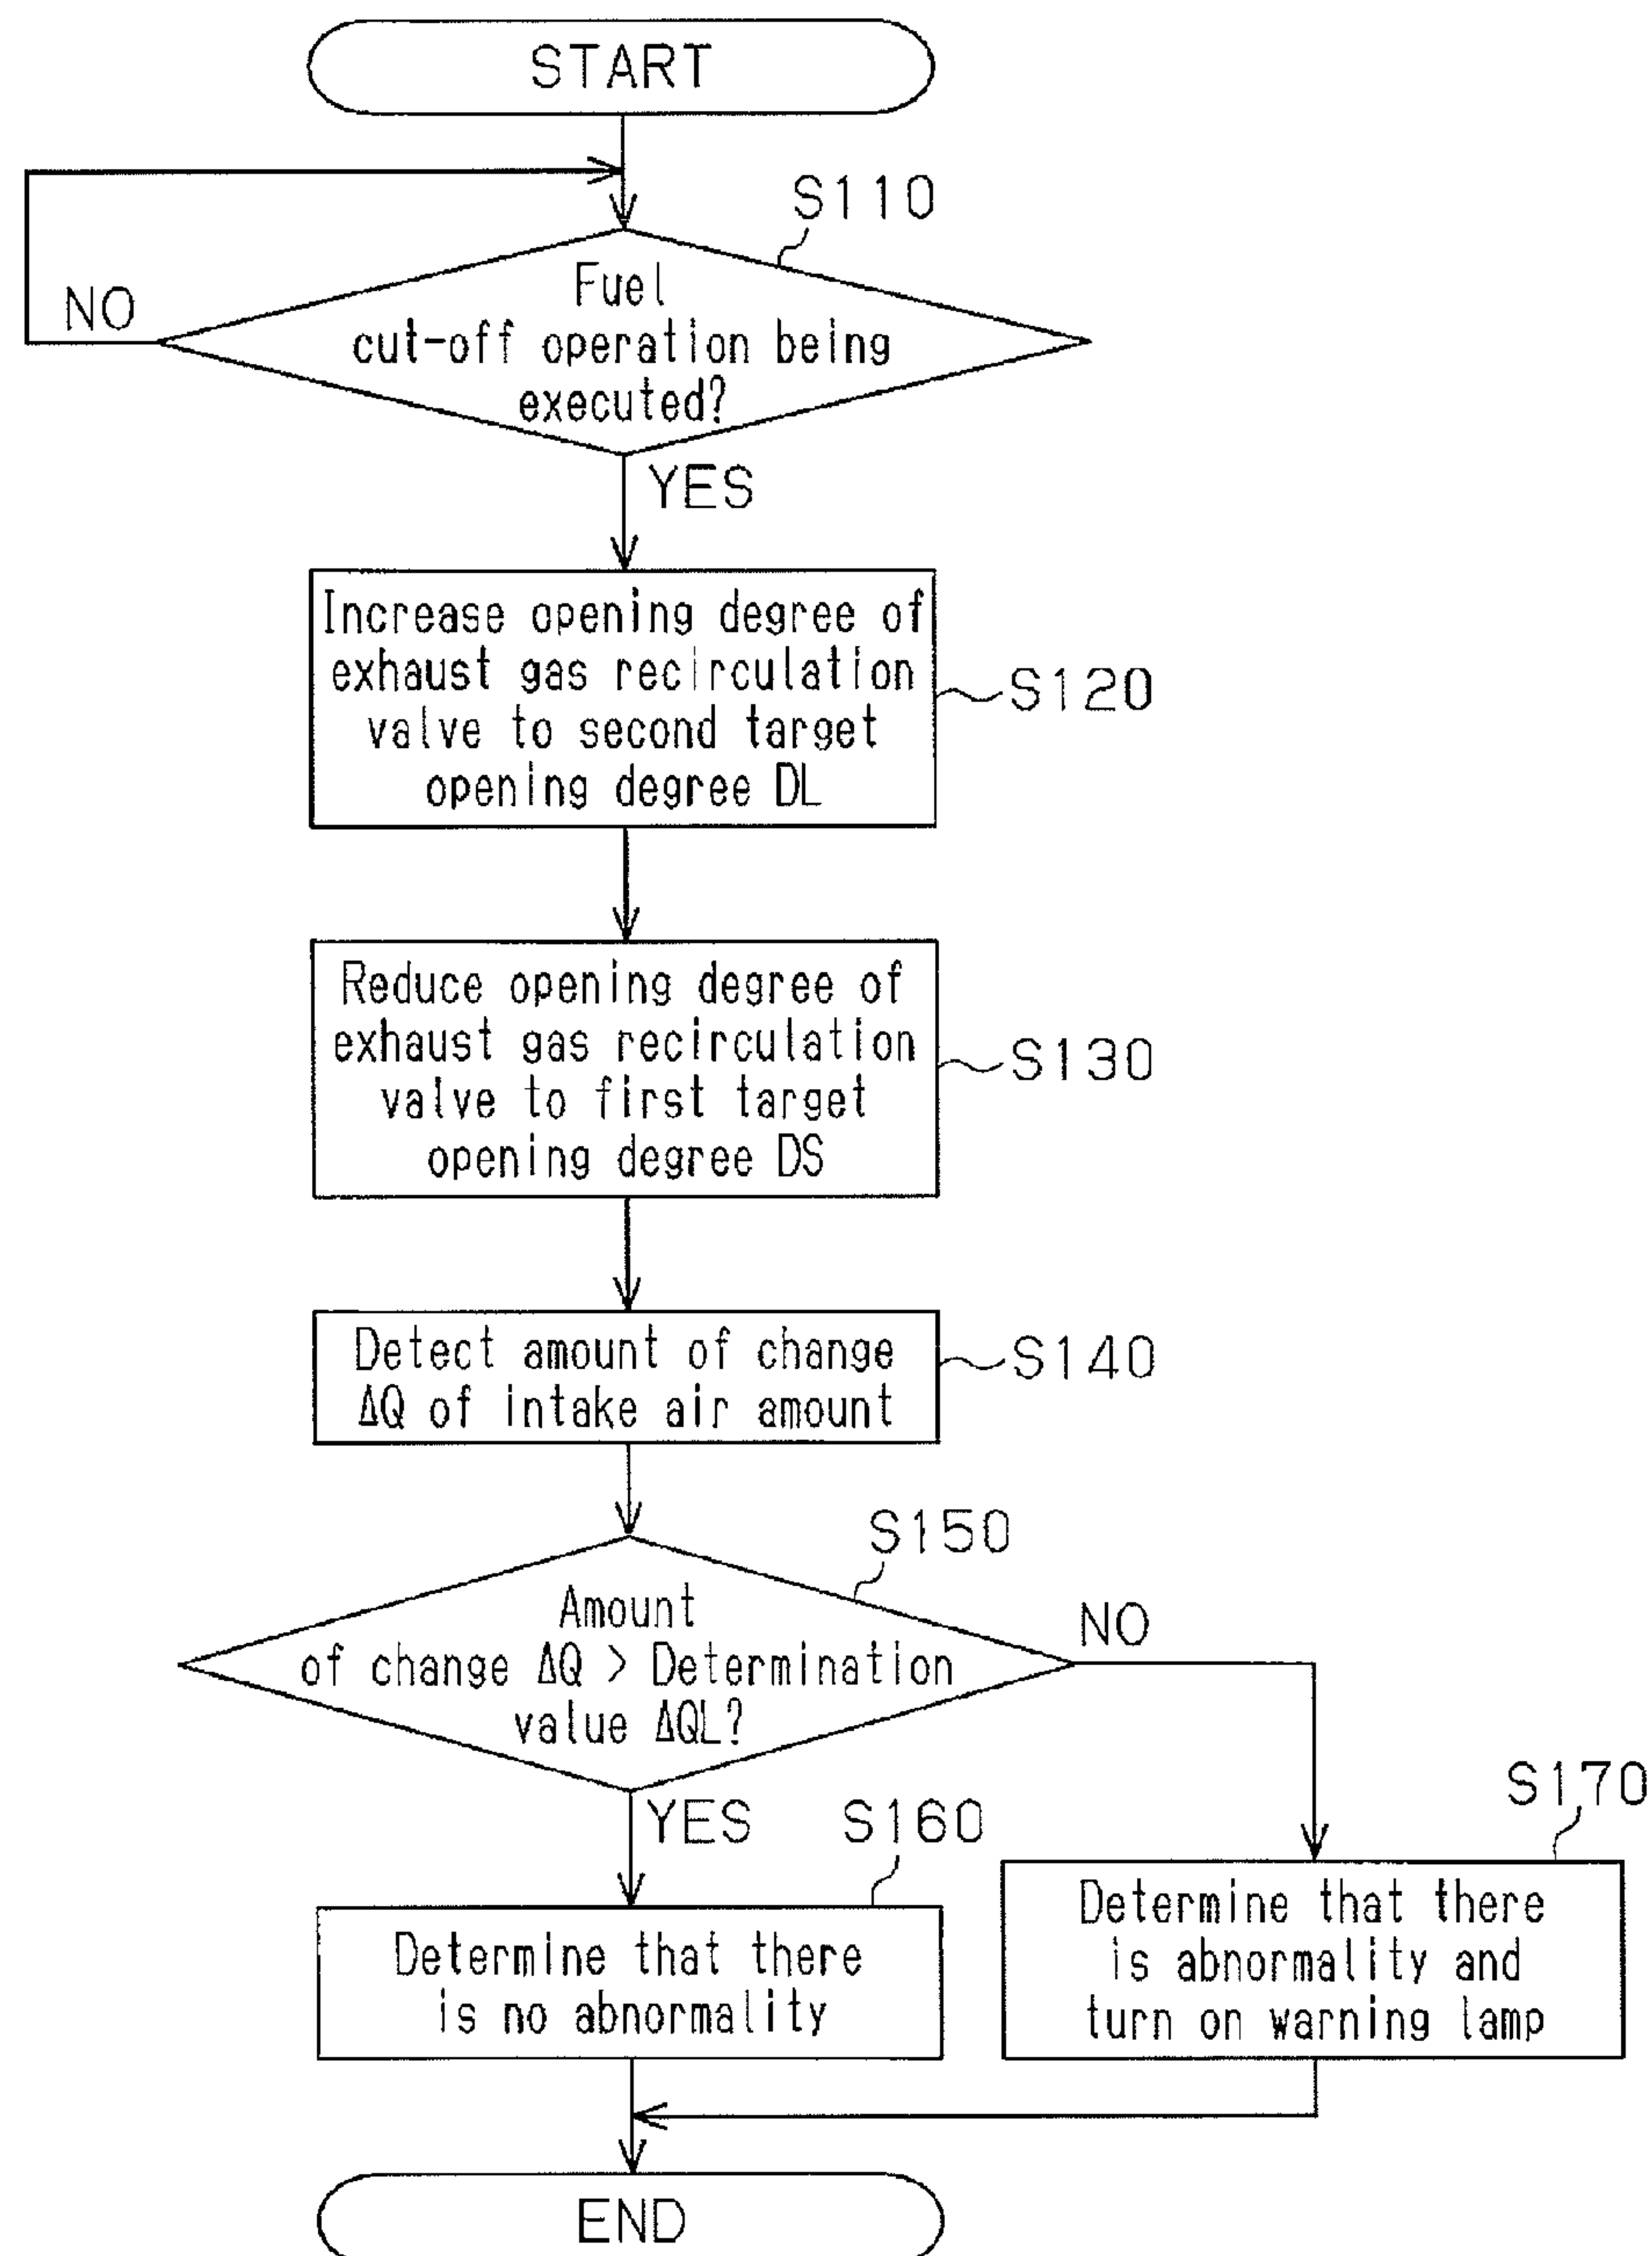 START
S110
Fuel
cut-off operation being
executed?
NO
YES
Increase opening degree of
exhaust gas recirculation
valve to second target
opening degree DL
S120
Reduce opening degree of
exhaust gas recirculation
valve to first target
opening degree DS
S130
Detect amount of change
ΔQ of intake air amount
S140
S150
Amount
of change ΔQ > Determination
value ΔQL?
NO
YES
S160
S170
Determine that there
is no abnormality
Determine that there
is abnormality and
turn on warning lamp
END